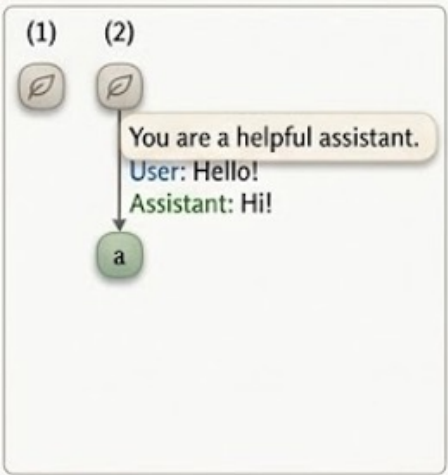 (1) (2)
You are a helpful assistant.
User: Hello!
Assistant: Hi!
a